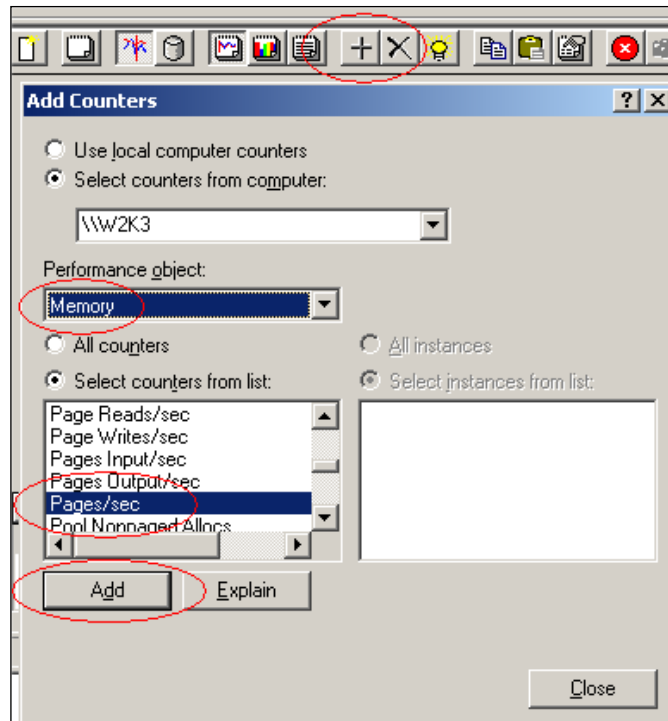 Add Counters
Use local computer counters
Select counters from computer:
\\W2K3
Performance object:
Memory
All counters
All instances
Select counters from list:
Select instances from list:
Page Reads/sec
Page Writes/sec
Pages Input/sec
Pages Output/sec
Pages/sec
Pool Nonpaged Allocs
Add
Explain
Close